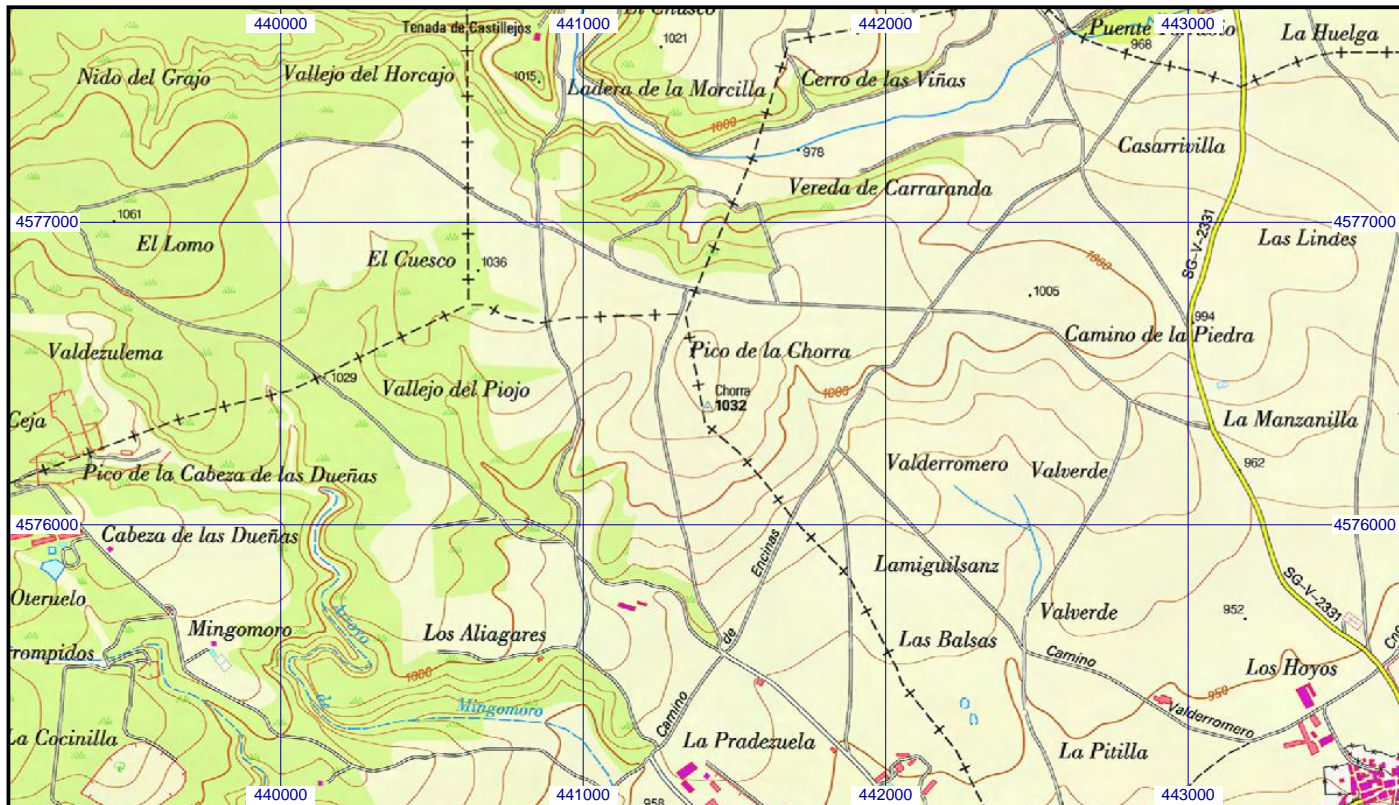 440000
441000
442000
443000
Tenada de Castillejos
El Chusco
1021
968
La Huelga
Nido del Grajo
Vallejo del Horcajo
1015
Ladera de la Morcilla
Cerro de las Viñas
1000
978
Casarrivilla
Vereda de Carraranda
4577000
4577000
1061
El Lomo
El Cuesco
1036
SG-V-2331
Las Lindes
1000
1005
994
Valdezulema
1029
Vallejo del Piojo
Pico de la Chorra
Camino de la Piedra
Chorra
1032
1000
Ceja
La Manzanilla
Pico de la Cabeza de las Dueñas
Valderromero
Valverde
962
4576000
4576000
Cabeza de las Dueñas
Encinas
Lamiguilsanz
SG-V-2331
Oteruelo
Arroyo
Valverde
952
Mingomoro
Los Aliagares
de
Las Balsas
Camino
Los Hoyos
1000
de
Mingomoro
950
Valderromero
Camino
La Cocinilla
La Pradezuela
La Pitilla
958
440000
441000
442000
443000